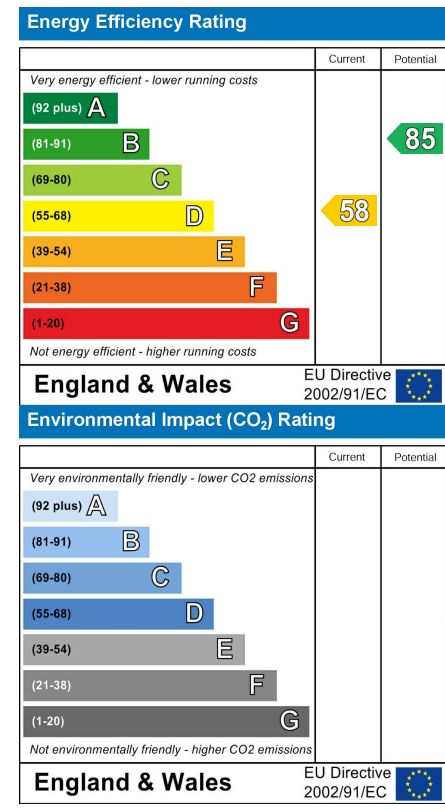 Energy Efficiency Rating
Current Potential
Very energy efficient - lower running costs
(92 plus) A
(81-91) B
85
(69-80) C
(55-68) D
58
(39-54) E
(21-38) F
(1-20) G
Not energy efficient - higher running costs
England & Wales
EU Directive
2002/91/EC
Environmental Impact (CO₂) Rating
Current Potential
Very environmentally friendly - lower CO2 emissions
(92 plus) A
(81-91) B
(69-80) C
(55-68) D
(39-54) E
(21-38) F
(1-20) G
Not environmentally friendly - higher CO2 emissions
England & Wales
EU Directive
2002/91/EC